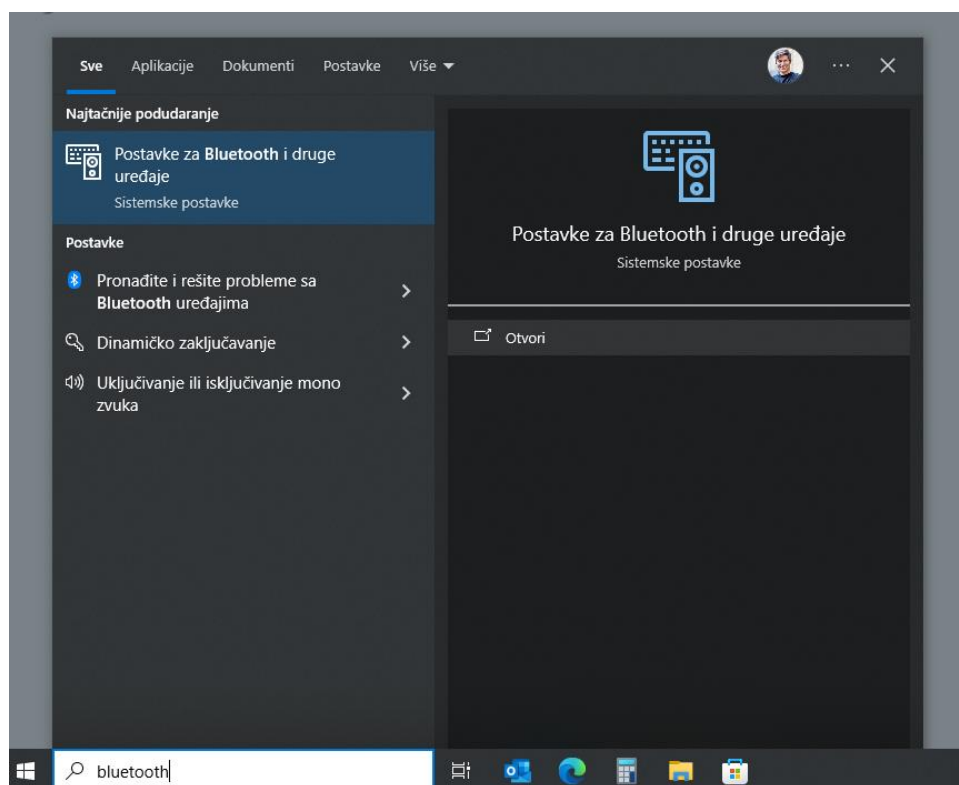 Sve Aplikacije Dokumenti Postavke Više
Najtačnije podudaranje
Postavke za Bluetooth i druge
uređaje
Sistemske postavke
Postavke
Pronađite i rešite probleme sa
Bluetooth uređajima
Dinamičko zaključavanje
Uključivanje ili isključivanje mono
zvuka
Postavke za Bluetooth i druge uređaje
Sistemske postavke
Otvori
bluetooth